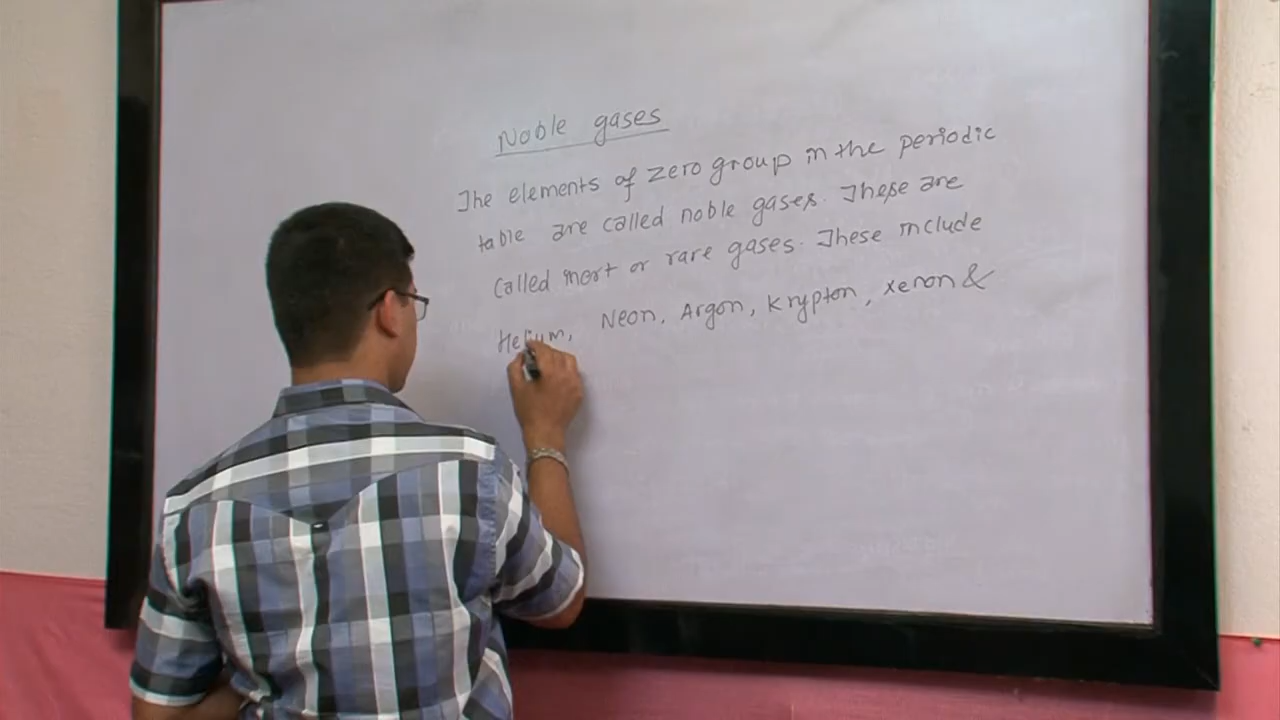 Noble gases
The elements of zero group in the periodic
table are called noble gases. These are
called inert or rare gases. These include
Helium, Neon, Argon, Krypton, Xenon &